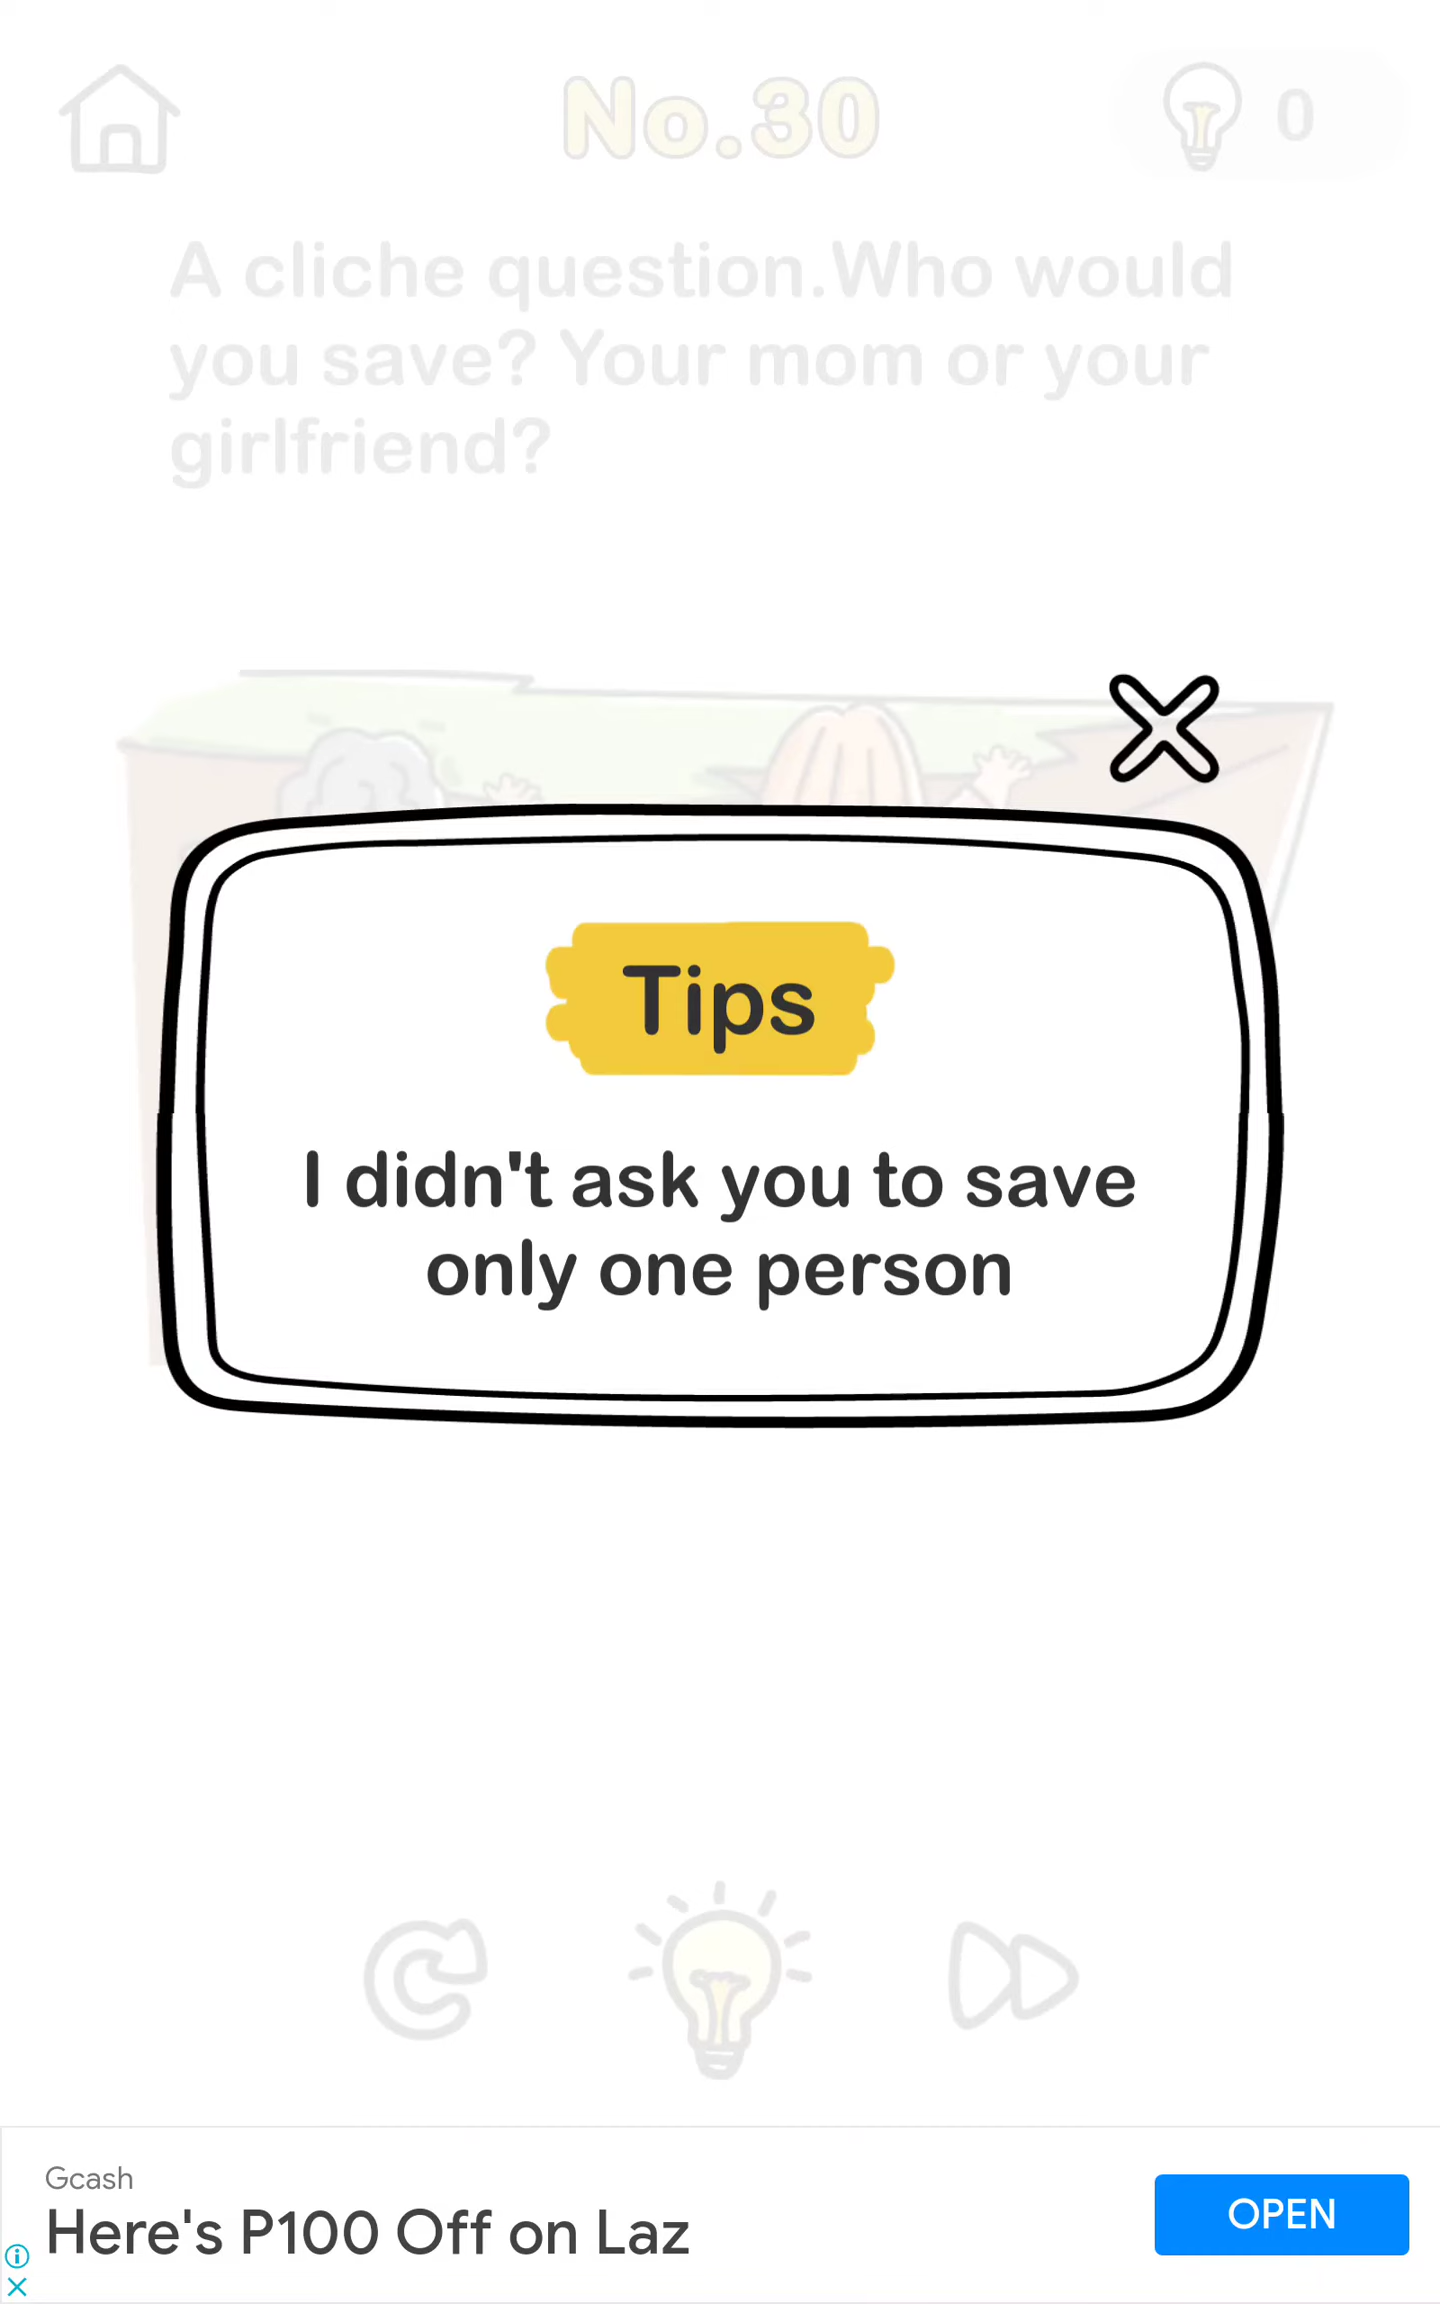 No.30
0
A cliche question.Who would
you save? Your mom or your
girlfriend?
Tips
I didn't ask you to save
only one person
Gcash
Here's P100 Off on Laz
OPEN